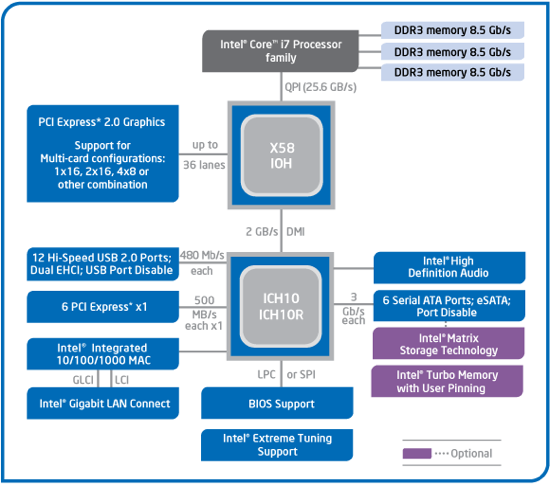 Intel® Core™ i7 Processor
family
DDR3 memory 8.5 Gb/s
DDR3 memory 8.5 Gb/s
DDR3 memory 8.5 Gb/s
QPI (25.6 GB/s)
PCI Express* 2.0 Graphics
Support for
Multi-card configurations:
1x16, 2x16, 4x8 or
other combination
up to
36 lanes
X58
IOH
2 GB/s
DMI
12 Hi-Speed USB 2.0 Ports;
Dual EHCI; USB Port Disable
480 Mb/s
each
Intel® High
Definition Audio
6 PCI Express* x1
500
MB/s
each x1
ICH10
ICH10R
3
Gb/s
each
6 Serial ATA Ports; eSATA;
Port Disable
Intel® Matrix
Storage Technology
Intel® Integrated
10/100/1000 MAC
GLCI
LCI
Intel® Gigabit LAN Connect
LPC or SPI
BIOS Support
Intel® Turbo Memory
with User Pinning
Intel® Extreme Tuning
Support
Optional